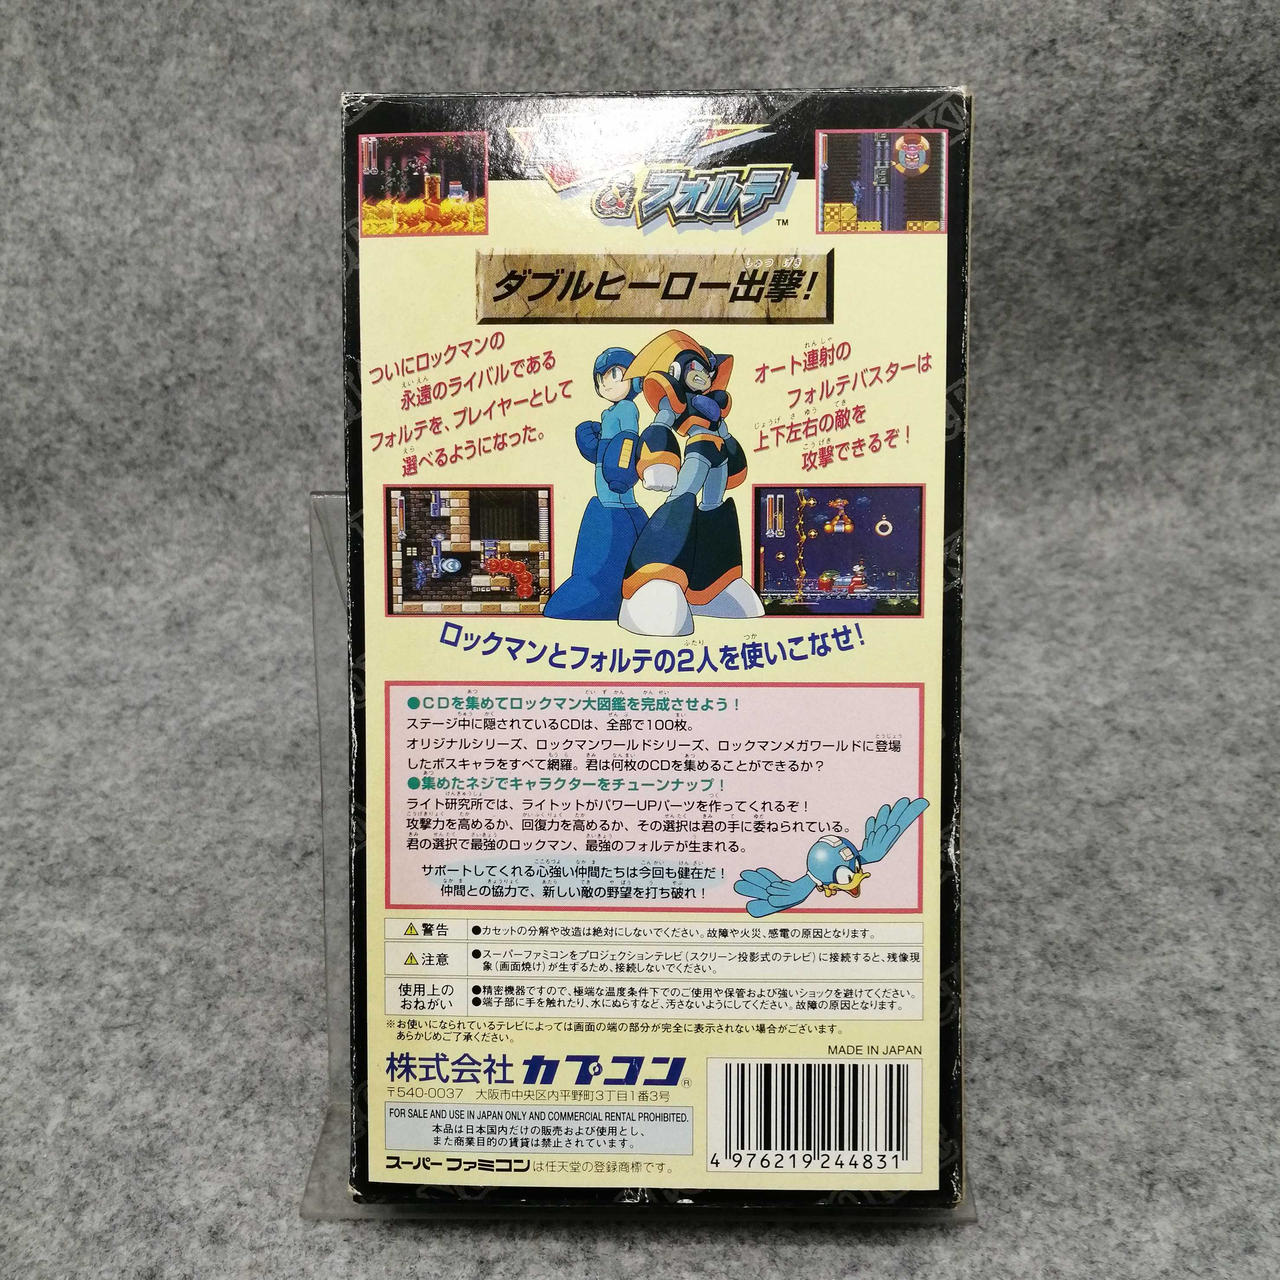 &フォルテ
TM
ダブルヒーロー出撃!
ついにロックマンの
永遠のライバルである
フォルテを、プレイヤーとして
選べるようになった。
オート連射の
フォルテバスターは
上下左右の敵を
攻撃できるぞ!
ロックマンとフォルテの2人を使いこなせ!
●CDを集めてロックマン大図鑑を完成させよう!
ステージ中に隠されているCDは、全部で100枚。
オリジナルシリーズ、ロックマンワールドシリーズ、ロックマンメガワールドに登場
したボスキャラをすべて網羅。君は何枚のCDを集めることができるか?
●集めたネジでキャラクターをチューンナップ!
ライト研究所では、ライットがパワーUPパーツを作ってくれるぞ!
攻撃力を高めるか、回復力を高めるか、その選択は君の手に委ねられている。
君の選択で最強のロックマン、最強のフォルテが生まれる。
サポートしてくれる心強い仲間たちは今回も健在だ!
仲間との協力で、新しい敵の野望を打ち破れ!
警告
●カセットの分解や改造は絶対にしないでください。故障や火災、感電の原因となります。
注意
●スーパーファミコンをプロジェクションテレビ(スクリーン投影式のテレビ)に接続すると、残像現
象(画面焼け)が生ずるため、接続しないでください。
使用上の
おねがい
●精密機器ですので、極端な温度条件下でのご使用や保管および強いショックを避けてください。
●端子部に手を触れたり、水にぬらすなど、汚さないようにしてください。故障の原因となります。
※お使いになられているテレビによっては画面の端の部分が完全に表示されない場合がございます。
あらかじめご了承ください。
MADE IN JAPAN
株式会社 カプコン®
〒540-0037 大阪市中央区内平野町3丁目1番3号
FOR SALE AND USE IN JAPAN ONLY AND COMMERCIAL RENTAL PROHIBITED.
本品は日本国内だけの販売および使用とし、
また商業目的の賃貸は禁止されています。
スーパーファミコンは任天堂の登録商標です。
4 976219 244831